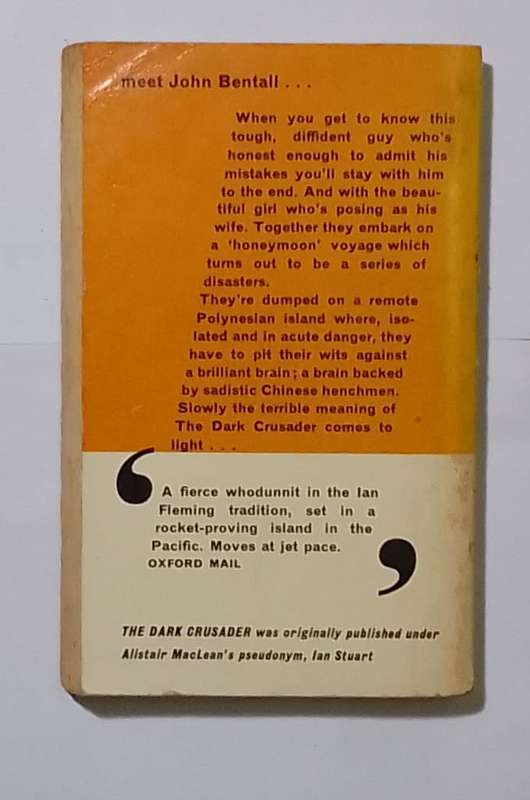 meet John Bentall . . .
When you get to know this
tough, diffident guy who's
honest enough to admit his
mistakes you'll stay with him
to the end. And with the beau-
tiful girl who's posing as his
wife. Together they embark on
a 'honeymoon' voyage which
turns out to be a series of
disasters.
They're dumped on a remote
Polynesian island where, iso-
lated and in acute danger, they
have to pit their wits against
a brilliant brain; a brain backed
by sadistic Chinese henchmen.
Slowly the terrible meaning of
The Dark Crusader comes to
light . . .
‘A fierce whodunnit in the Ian
Fleming tradition, set in a
rocket-proving island in the
Pacific. Moves at jet pace.’
OXFORD MAIL
THE DARK CRUSADER was originally published under
Alistair MacLean's pseudonym, Ian Stuart